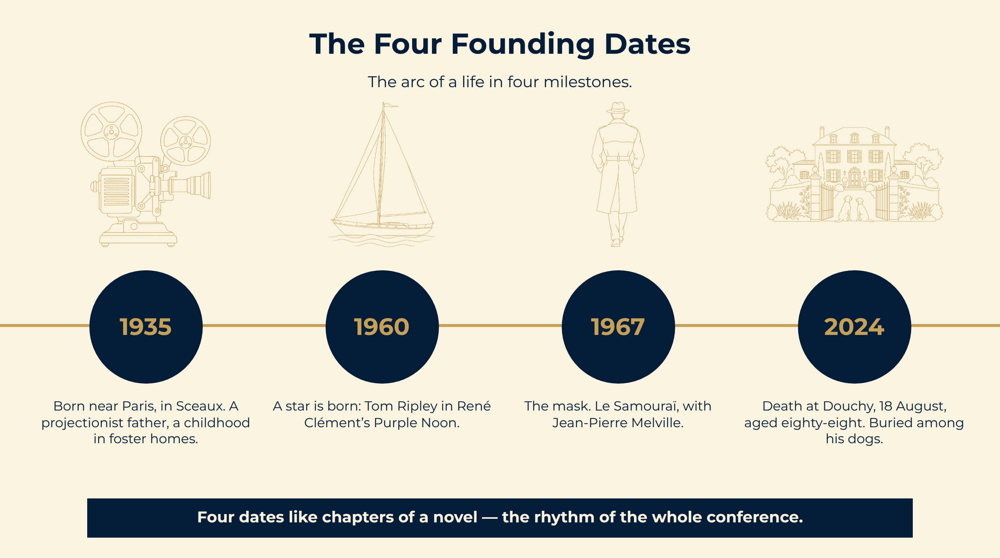 The Four Founding Dates
The arc of a life in four milestones.
1935
1960
1967
2024
Born near Paris, in Sceaux. A
projectionist father, a childhood
in foster homes.
A star is born: Tom Ripley in René
Clément’s Purple Noon.
The mask. Le Samouraï, with
Jean-Pierre Melville.
Death at Douchy, 18 August,
aged eighty-eight. Buried among
his dogs.
Four dates like chapters of a novel — the rhythm of the whole conference.